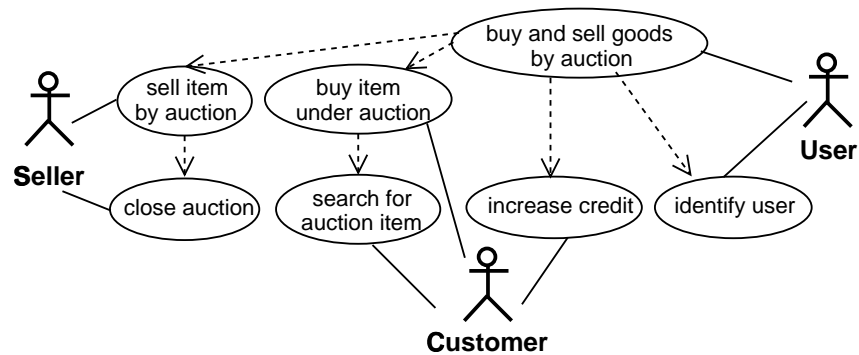 buy and sell goods
by auction
sell item
by auction
buy item
under auction
Seller
User
close auction
search for
auction item
increase credit
identify user
Customer